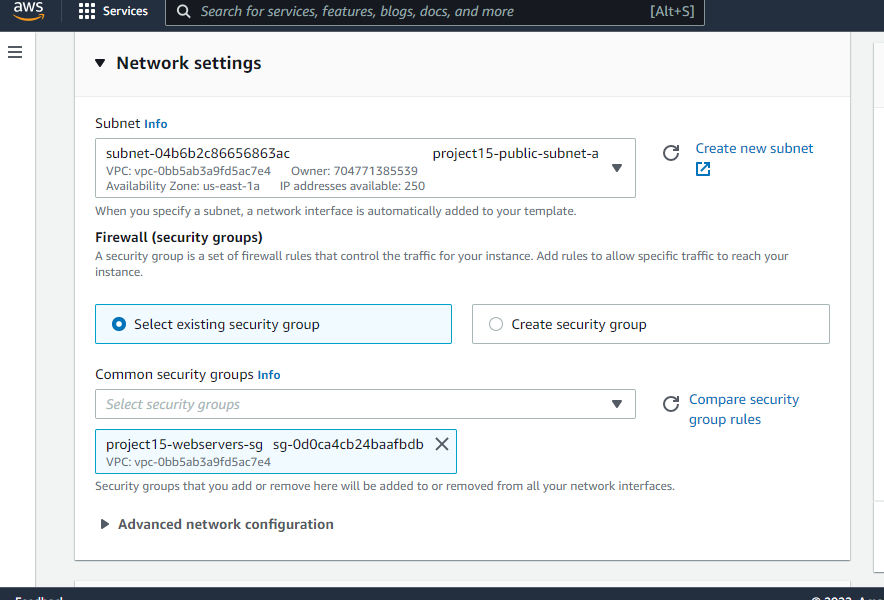 aws
Services
Search for services, features, blogs, docs, and more [Alt+S]
Network settings
Subnet Info
subnet-04b6b2c86656863ac project15-public-subnet-a
VPC: vpc-0bb5ab3a9fd5ac7e4 Owner: 704771385539
Availability Zone: us-east-1a IP addresses available: 250
Create new subnet
When you specify a subnet, a network interface is automatically added to your template.
Firewall (security groups)
A security group is a set of firewall rules that control the traffic for your instance. Add rules to allow specific traffic to reach your
instance.
Select existing security group
Create security group
Common security groups Info
Select security groups
Compare security
group rules
project15-webservers-sg sg-0d0ca4cb24baafbdb
VPC: vpc-0bb5ab3a9fd5ac7e4
Security groups that you add or remove here will be added to or removed from all your network interfaces.
Advanced network configuration